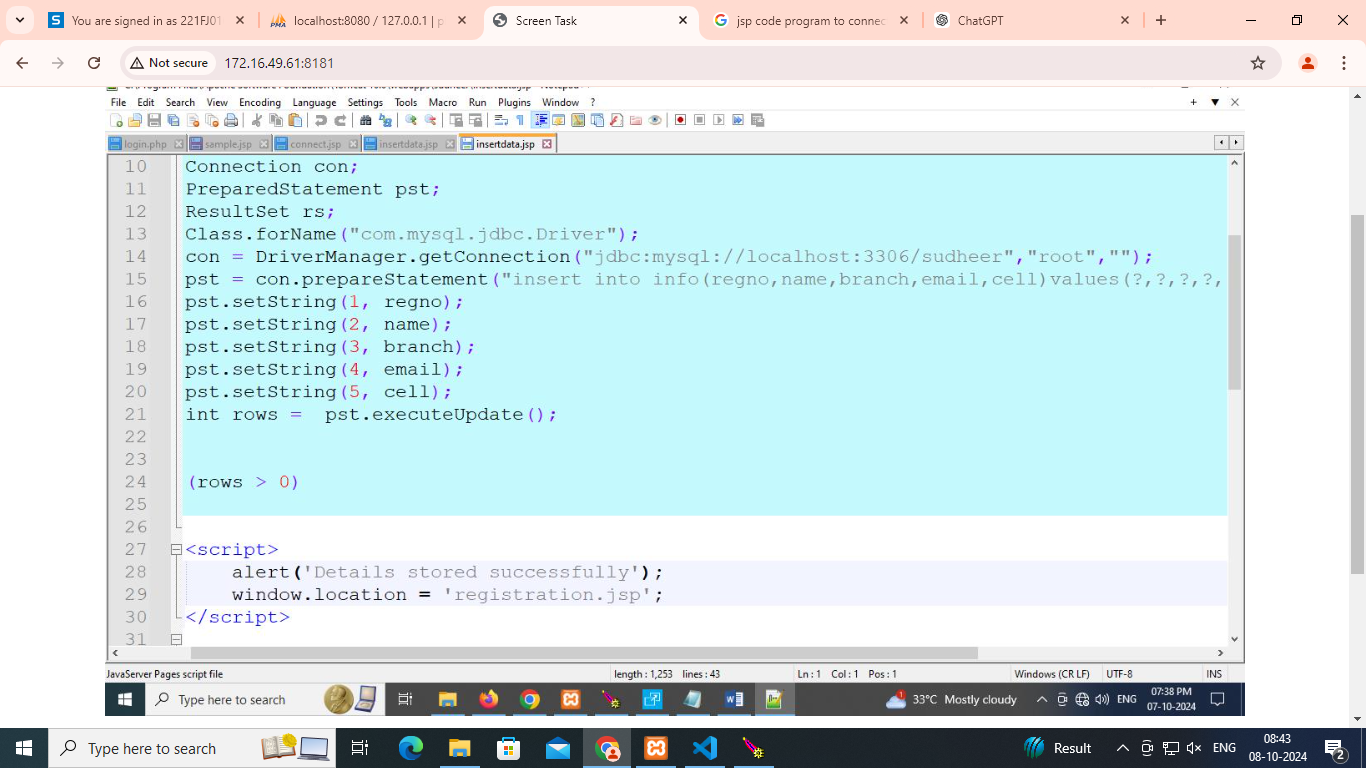 You are signed in as 221FJ01
localhost:8080 / 127.0.0.1 | p
Screen Task
jsp code program to connec
ChatGPT
Not secure
172.16.49.61:8181
File Edit Search View Encoding Language Settings Tools Macro Run Plugins Window ?
login.php sample.jsp connect.jsp insertdata.jsp insertdata.jsp
10 Connection con;
11 PreparedStatement pst;
12 ResultSet rs;
13 Class.forName("com.mysql.jdbc.Driver");
14 con = DriverManager.getConnection("jdbc:mysql://localhost:3306/sudheer","root","");
15 pst = con.prepareStatement("insert into info(regno,name,branch,email,cell)values(?,?,?,?,
16 pst.setString(1, regno);
17 pst.setString(2, name);
18 pst.setString(3, branch);
19 pst.setString(4, email);
20 pst.setString(5, cell);
21 int rows =  pst.executeUpdate();
22
23
24 (rows > 0)
25
26
27 <script>
28 alert('Details stored successfully');
29 window.location = 'registration.jsp';
30 </script>
31
JavaServer Pages script file length : 1,253 lines : 43 Ln : 1 Col : 1 Pos : 1 Windows (CR LF) UTF-8 INS
Type here to search 1 33°C Mostly cloudy ENG 07:38 PM
07-10-2024
Type here to search Result ENG 08:43
08-10-2024 2